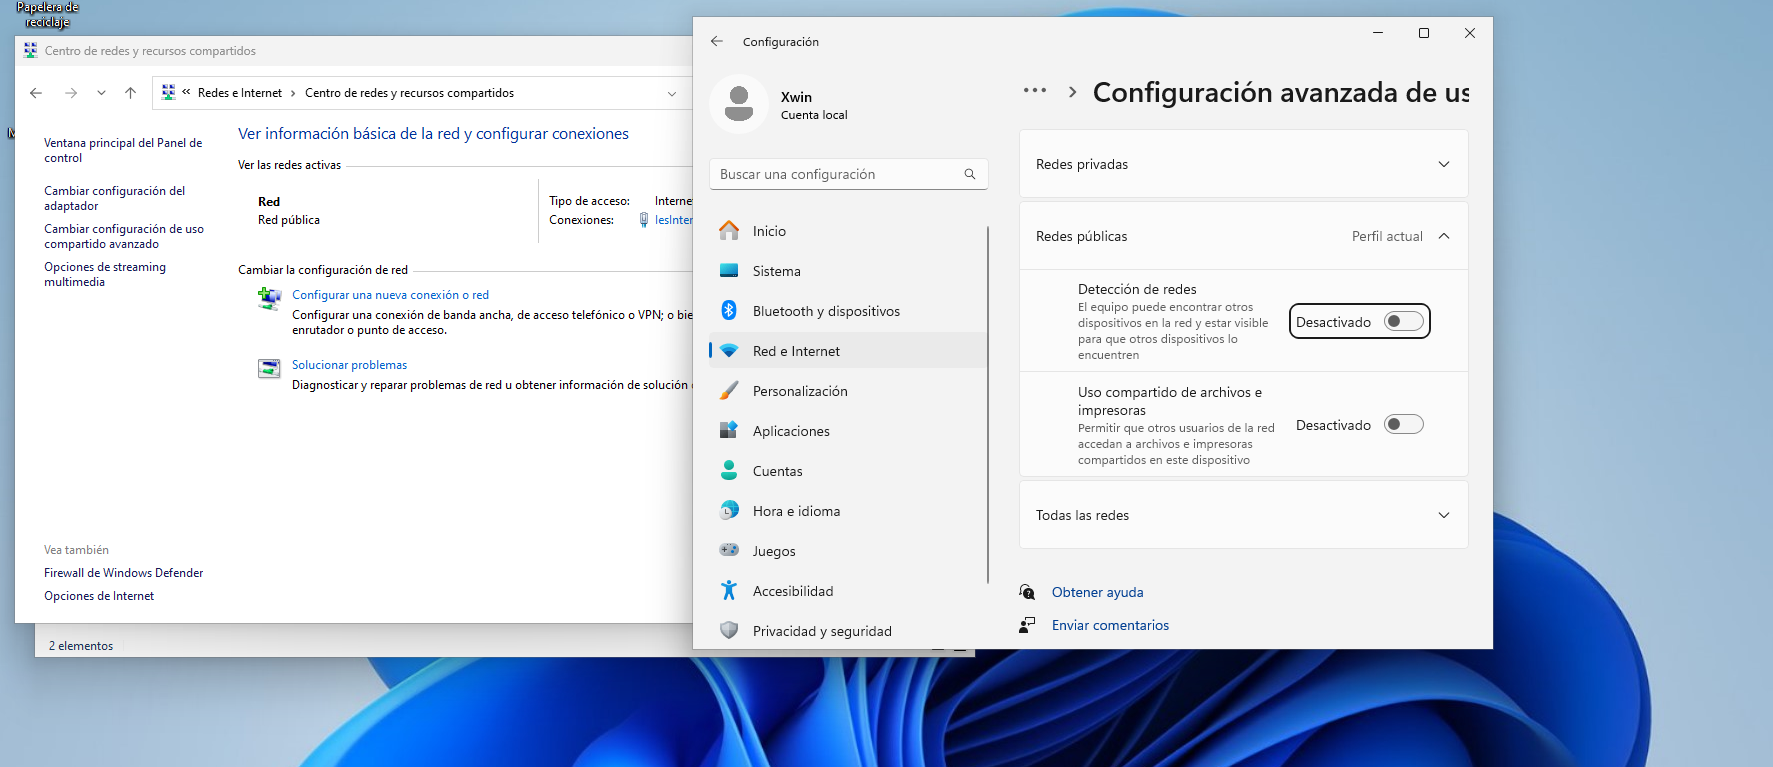 Papelera de
reciclaje
Centro de redes y recursos compartidos
Redes e Internet
Centro de redes y recursos compartidos
Ventana principal del Panel de
control
Cambiar configuración del
adaptador
Cambiar configuración de uso
compartido avanzado
Opciones de streaming
multimedia
Vea también
Firewall de Windows Defender
Opciones de Internet
Ver información básica de la red y configurar conexiones
Ver las redes activas
Red
Red pública
Tipo de acceso: Interne
Conexiones: IesInter
Cambiar la configuración de red
Configurar una nueva conexión o red
Configurar una conexión de banda ancha, de acceso telefónico o VPN; o bie
enrutador o punto de acceso.
Solucionar problemas
Diagnosticar y reparar problemas de red u obtener información de solución
2 elementos
Configuración
Xwin
Cuenta local
Buscar una configuración
Inicio
Sistema
Bluetooth y dispositivos
Red e Internet
Personalización
Aplicaciones
Cuentas
Hora e idioma
Juegos
Accesibilidad
Privacidad y seguridad
Configuración avanzada de us
Redes privadas
Redes públicas Perfil actual
Detección de redes
El equipo puede encontrar otros
dispositivos en la red y estar visible
para que otros dispositivos lo
encuentren
Desactivado
Uso compartido de archivos e
impresoras
Permitir que otros usuarios de la red
accedan a archivos e impresoras
compartidos en este dispositivo
Desactivado
Todas las redes
Obtener ayuda
Enviar comentarios